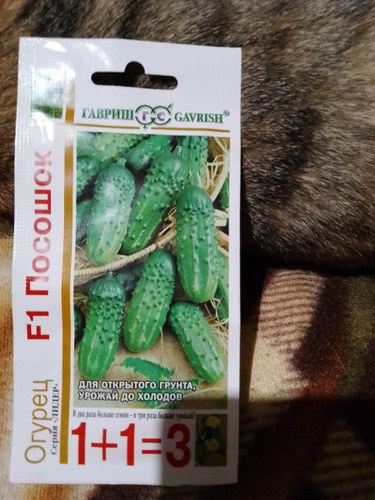 ГАВРИШ ГС GAVRISH®
Огурец
Серия «ЛИДЕР»
F1 Посошок
ДЛЯ ОТКРЫТОГО ГРУНТА,
УРОЖАЙ ДО ХОЛОДОВ
В два раза больше семян – в три раза больше урожая!
1+1=3